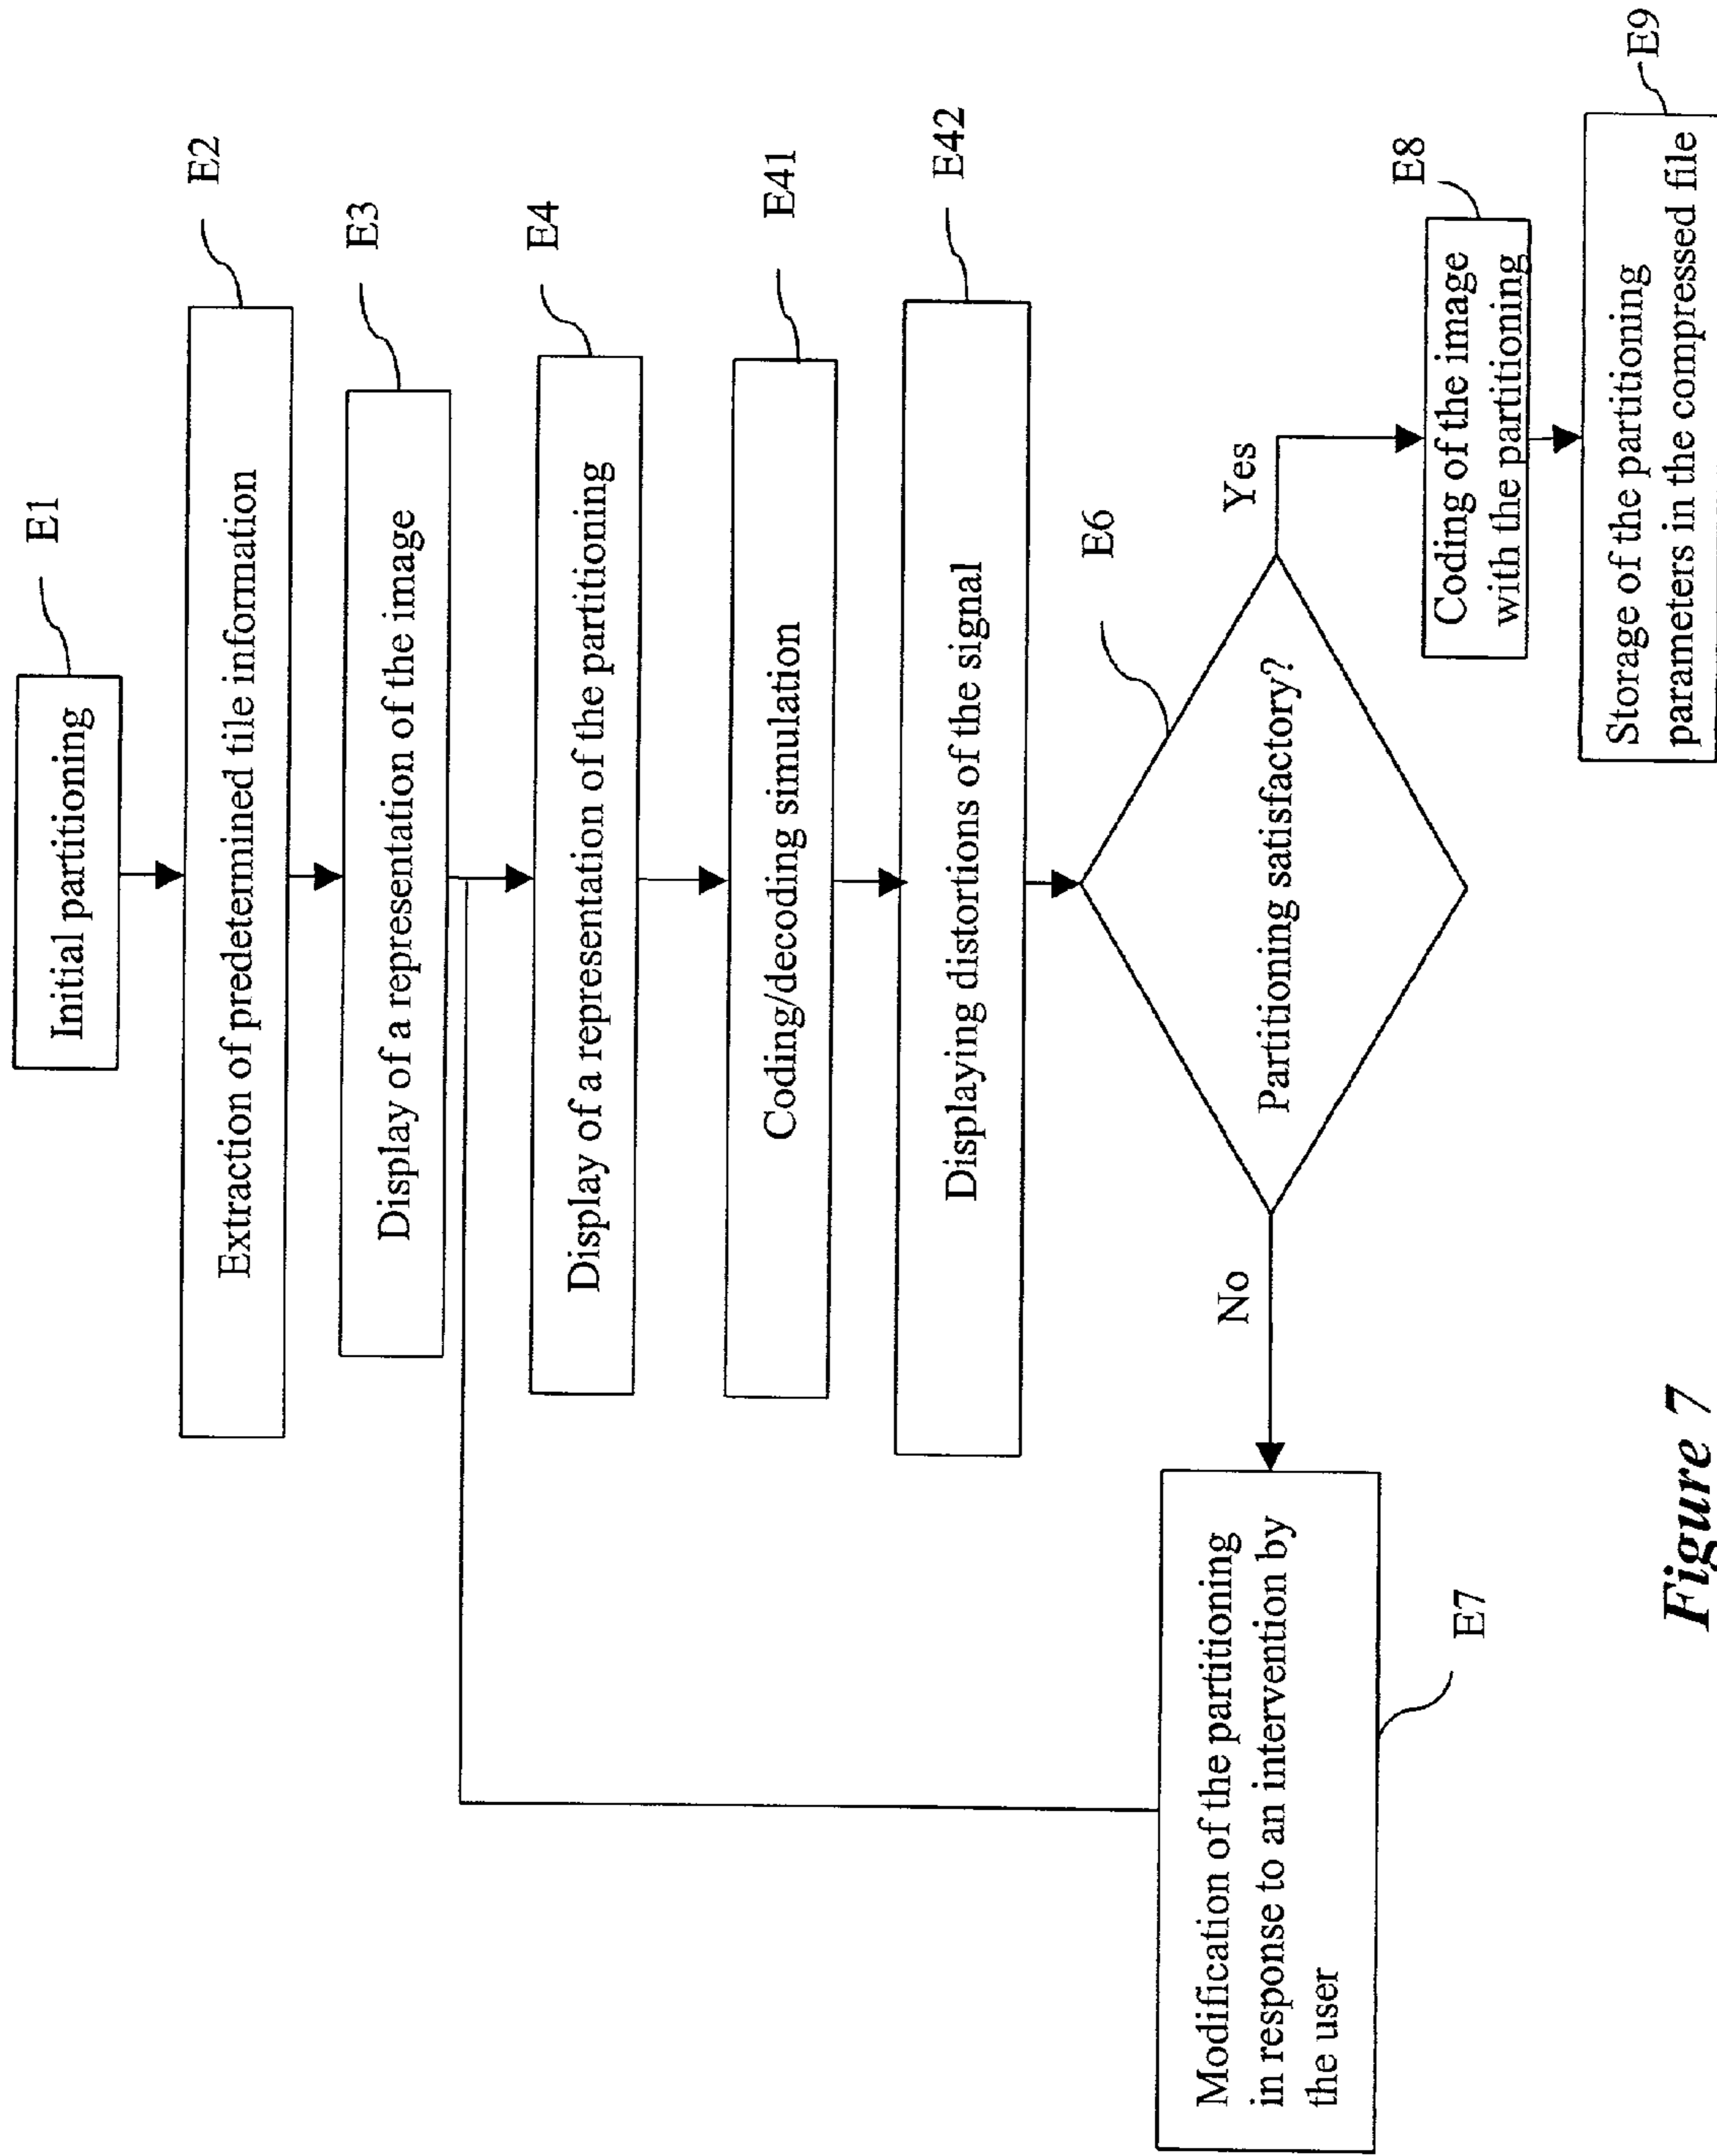 Initial partitioning
E1
Extraction of predetermined tile information
E2
Display of a representation of the image
E3
Display of a representation of the partitioning
E4
Coding/decoding simulation
E41
Displaying distortions of the signal
E42
Partitioning satisfactory?
E6
No
Yes
Modification of the partitioning
in response to an intervention by
the user
E7
Coding of the image
with the partitioning
E8
Storage of the partitioning
parameters in the compressed file
E9
Figure 7